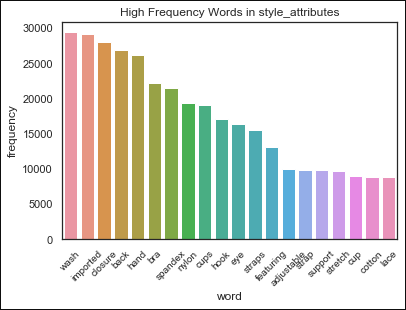 High Frequency Words in style_attributes
30000
25000
20000
15000
10000
5000
0
frequency
wash
imported
closure
back
hand
bra
spandex
nylon
cups
hook
eye
straps
featuring
adjustable
strap
support
stretch
cup
cotton
lace
word